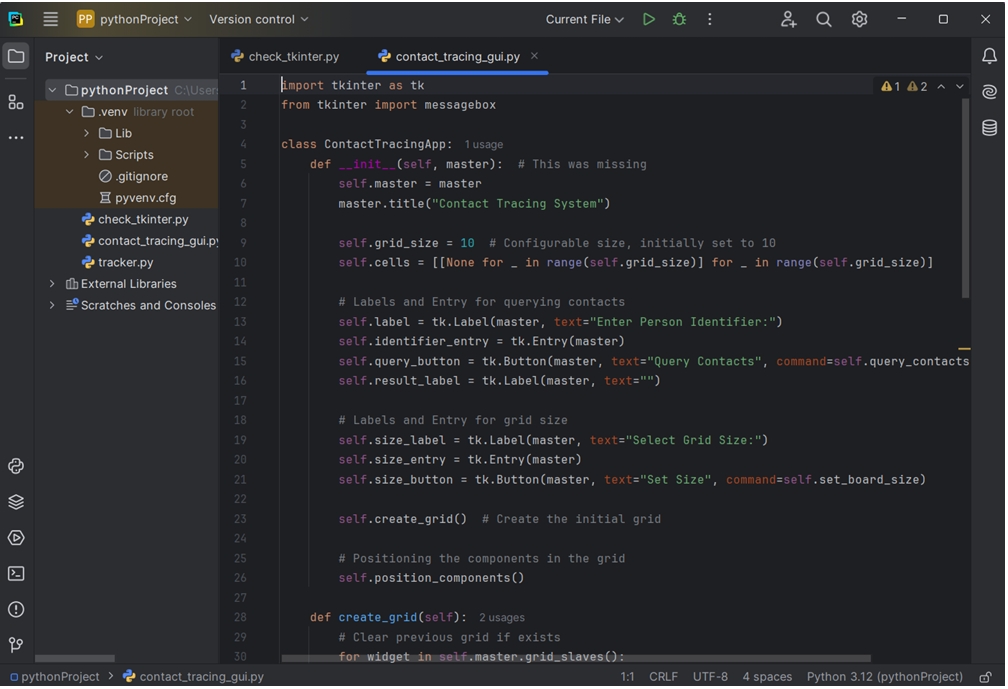 PP pythonProject Version control Current File
Project
check_tkinter.py contact_tracing_gui.py
pythonProject C:\Users
.venv library root
Lib
Scripts
.gitignore
pyvenv.cfg
check_tkinter.py
contact_tracing_gui.py
tracker.py
External Libraries
Scratches and Consoles
1 2
1 import tkinter as tk
2 from tkinter import messagebox
3
4 class ContactTracingApp: 1 usage
5 def __init__(self, master): # This was missing
6 self.master = master
7 master.title("Contact Tracing System")
8
9 self.grid_size = 10 # Configurable size, initially set to 10
10 self.cells = [[None for _ in range(self.grid_size)] for _ in range(self.grid_size)]
11
12 # Labels and Entry for querying contacts
13 self.label = tk.Label(master, text="Enter Person Identifier:")
14 self.identifier_entry = tk.Entry(master)
15 self.query_button = tk.Button(master, text="Query Contacts", command=self.query_contacts
16 self.result_label = tk.Label(master, text="")
17
18 # Labels and Entry for grid size
19 self.size_label = tk.Label(master, text="Select Grid Size:")
20 self.size_entry = tk.Entry(master)
21 self.size_button = tk.Button(master, text="Set Size", command=self.set_board_size)
22
23 self.create_grid() # Create the initial grid
24
25 # Positioning the components in the grid
26 self.position_components()
27
28 def create_grid(self): 2 usages
29 # Clear previous grid if exists
30 for widget in self.master.grid_slaves():
pythonProject > contact_tracing_gui.py 1:1 CRLF UTF-8 4 spaces Python 3.12 (pythonProject)